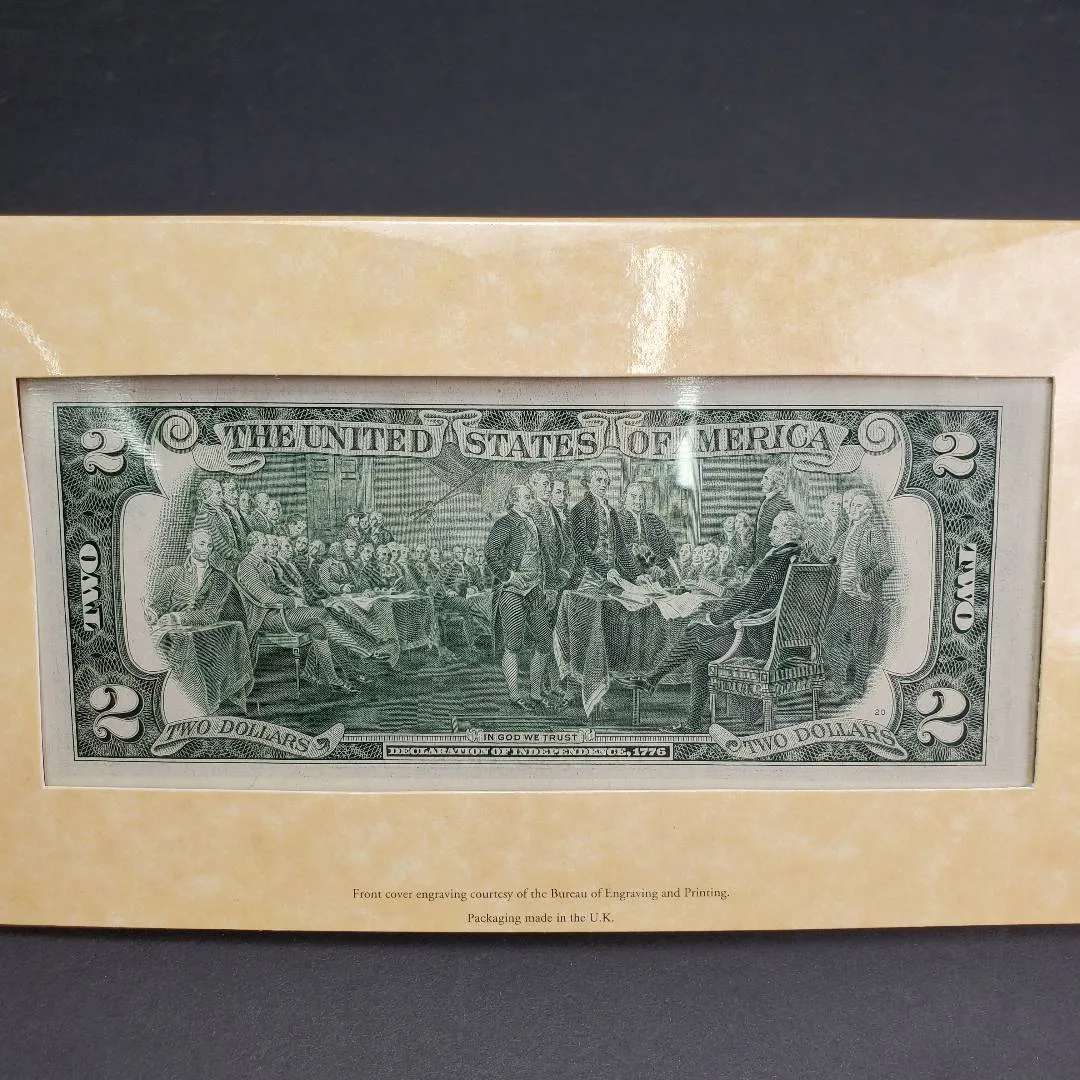 2 THE UNITED STATES OF AMERICA 2
TWO TWO
20
2 TWO DOLLARS IN GOD WE TRUST TWO DOLLARS 2
DECLARATION OF INDEPENDENCE, 1776
Front cover engraving courtesy of the Bureau of Engraving and Printing.
Packaging made in the U.K.